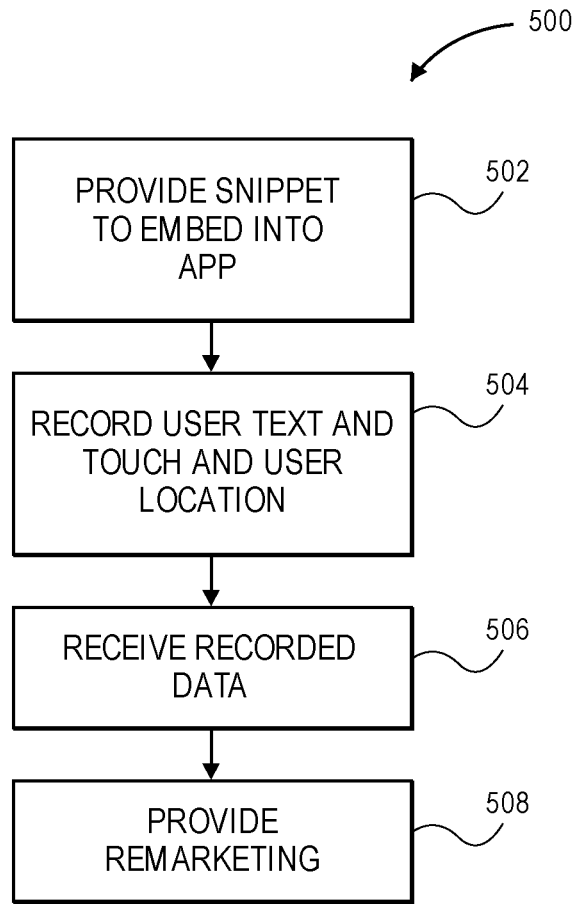 500
PROVIDE SNIPPET
TO EMBED INTO
APP
502
RECORD USER TEXT AND
TOUCH AND USER
LOCATION
504
RECEIVE RECORDED
DATA
506
PROVIDE
REMARKETING
508